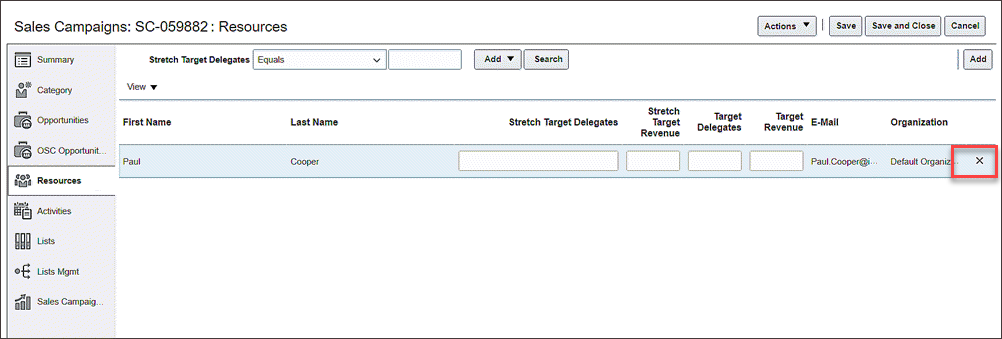 Sales Campaigns: SC-059882 : Resources
Actions Save Save and Close Cancel
Summary
Category
Opportunities
OSC Opportunit...
Resources
Activities
Lists
Lists Mgmt
Sales Campaig...
Stretch Target Delegates Equals Add Search Add
View
First Name Last Name Stretch Target Delegates Stretch Target Revenue Target Delegates Target Revenue E-Mail Organization
Paul Cooper Paul.Cooper@i... Default Organiz...